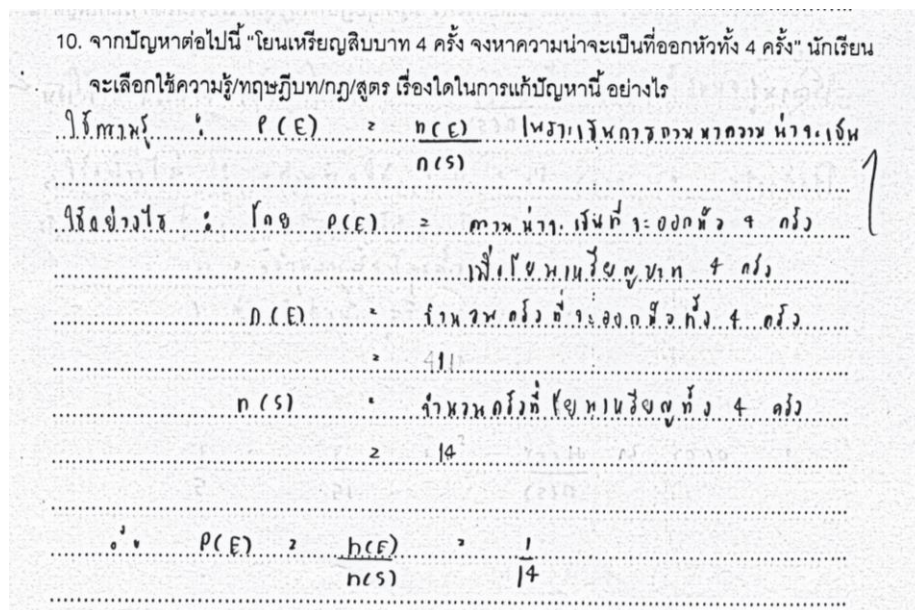 10. จากปัญหาต่อไปนี้ "โยนเหรียญสิบบาท 4 ครั้ง จงหาความน่าจะเป็นที่ออกหัวทั้ง 4 ครั้ง" นักเรียน
จะเลือกใช้ความรู้/ทฤษฎีบท/กฎ/สูตร เรื่องใดในการแก้ปัญหานี้ อย่างไร
ใช้ความรู้ : P(E) = n(E) เพราะเป็นการถามหาความน่าจะเป็น
n(S)
1
ใช้อย่างไร : โดย P(E) = ความน่าจะเป็นที่จะออกหัว 4 ครั้ง
เมื่อโยนเหรียญบาท 4 ครั้ง
n(E) = จำนวนครั้งที่จะออกหัวทั้ง 4 ครั้ง
=
n(S) = จำนวนครั้งที่โยนเหรียญทั้ง 4 ครั้ง
= 14
∴ P(E) = n(E) = 1
n(S) 14